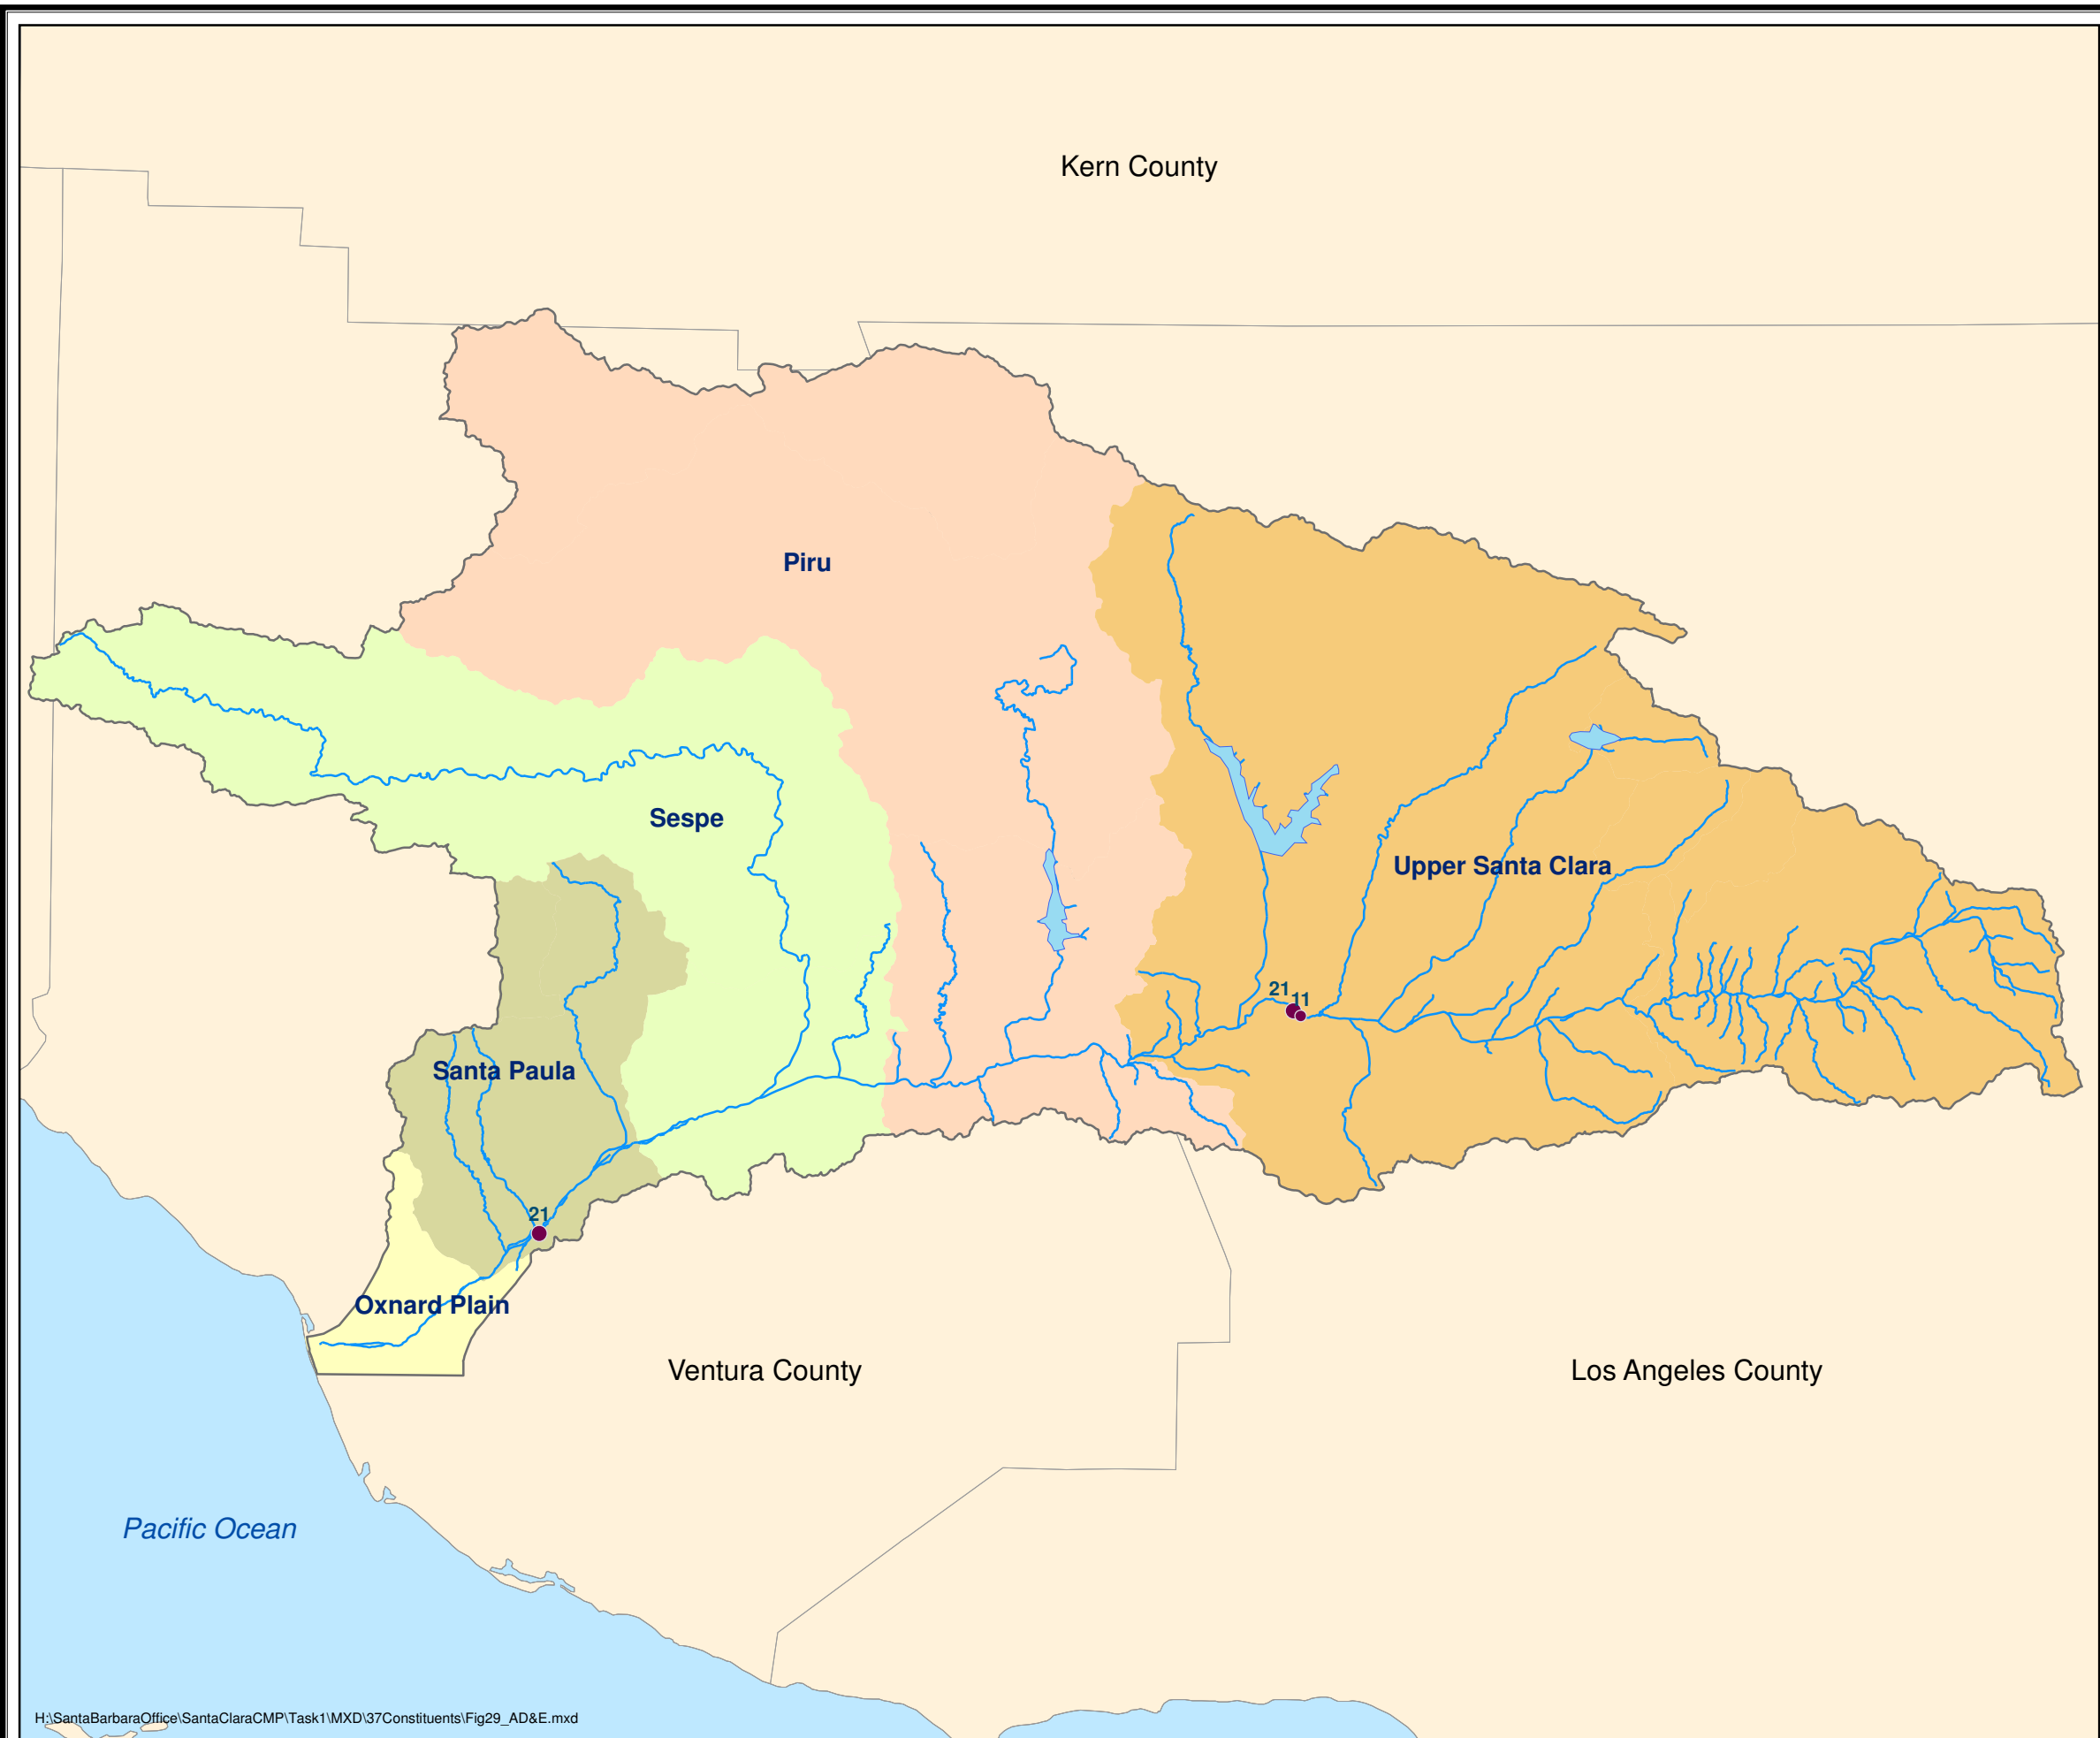 Kern County
Piru
Sespe
Upper Santa Clara
21
11
Santa Paula
21
Oxnard Plain
Ventura County
Los Angeles County
Pacific Ocean
H:\SantaBarbaraOffice\SantaClaraCMP\Task1\MXD\37Constituents\Fig29_AD&E.mxd